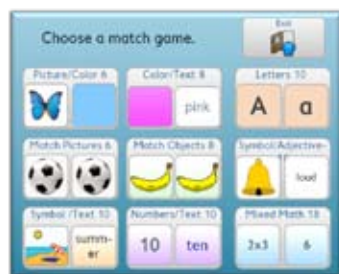 Choose a match game.
Exit
Picture/Color 6
Color/Text 8
Letters 10
pink
A a
Match Pictures 6
Match Objects 8
Symbol/Adjective-
loud
Symbol /Text 10
Numbers/Text 10
Mixed Math 18
summ-
er
10 ten
2x3 6